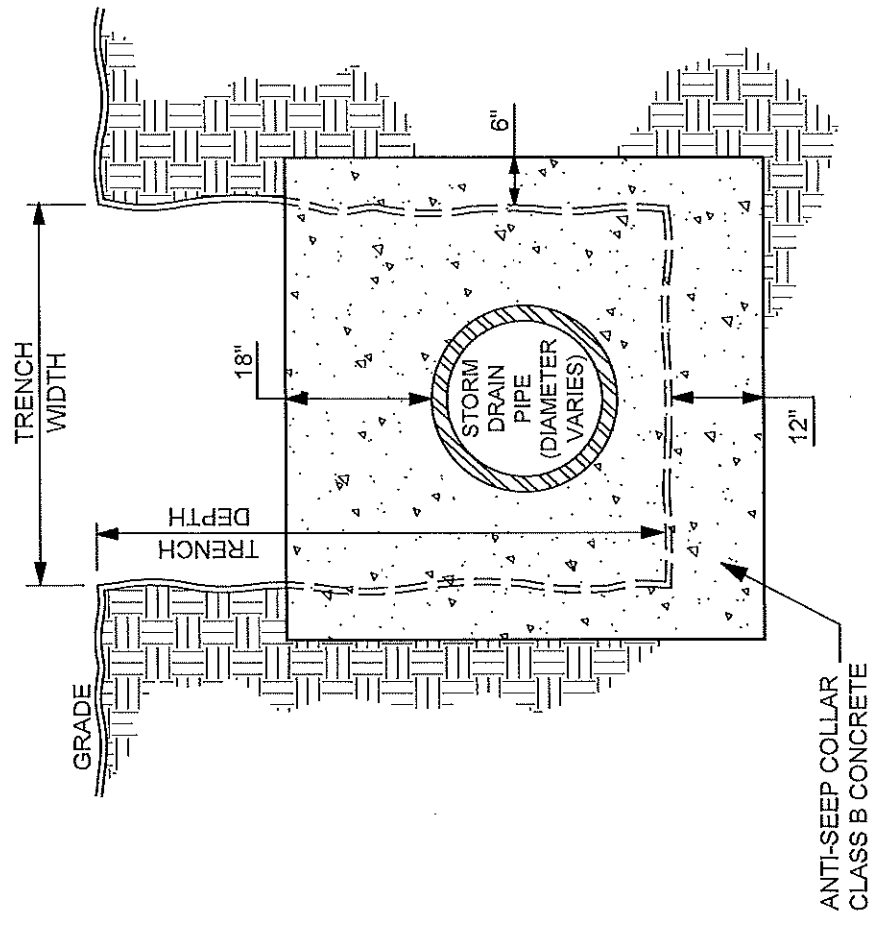 TRENCH
WIDTH
GRADE
18"
6"
TRENCH
DEPTH
STORM
DRAIN
PIPE
(DIAMETER
VARIES)
12"
ANTI-SEEP COLLAR
CLASS B CONCRETE